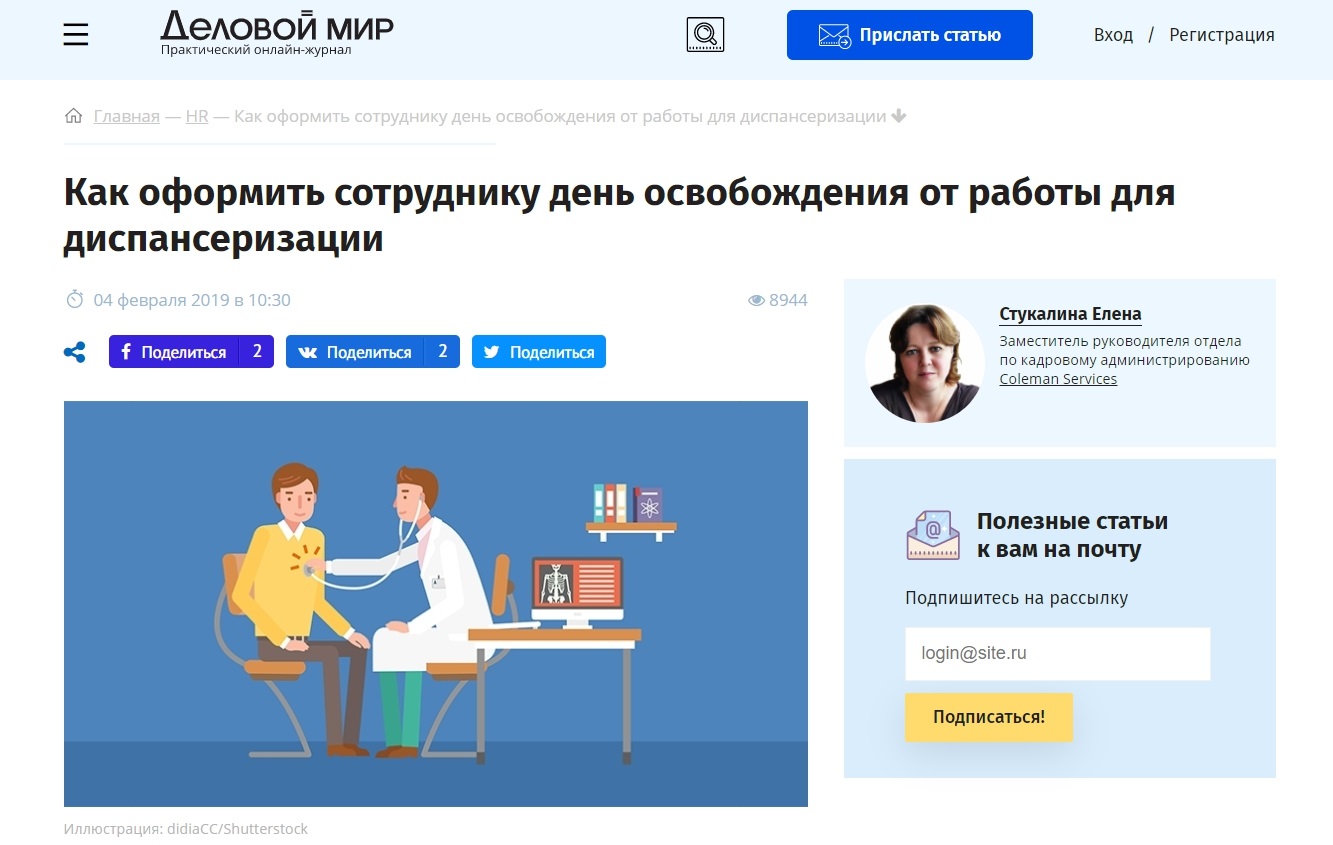 Деловой мир
Практический онлайн-журнал
Прислать статью
Вход / Регистрация
Главная — HR — Как оформить сотруднику день освобождения от работы для диспансеризации
Как оформить сотруднику день освобождения от работы для
диспансеризации
04 февраля 2019 в 10:30
8944
Поделиться 2
Поделиться 2
Поделиться
Стукалина Елена
Заместитель руководителя отдела
по кадровому администрированию
Coleman Services
Полезные статьи
к вам на почту
Подпишитесь на рассылку
login@site.ru
Подписаться!
Иллюстрация: didiaCC/Shutterstock